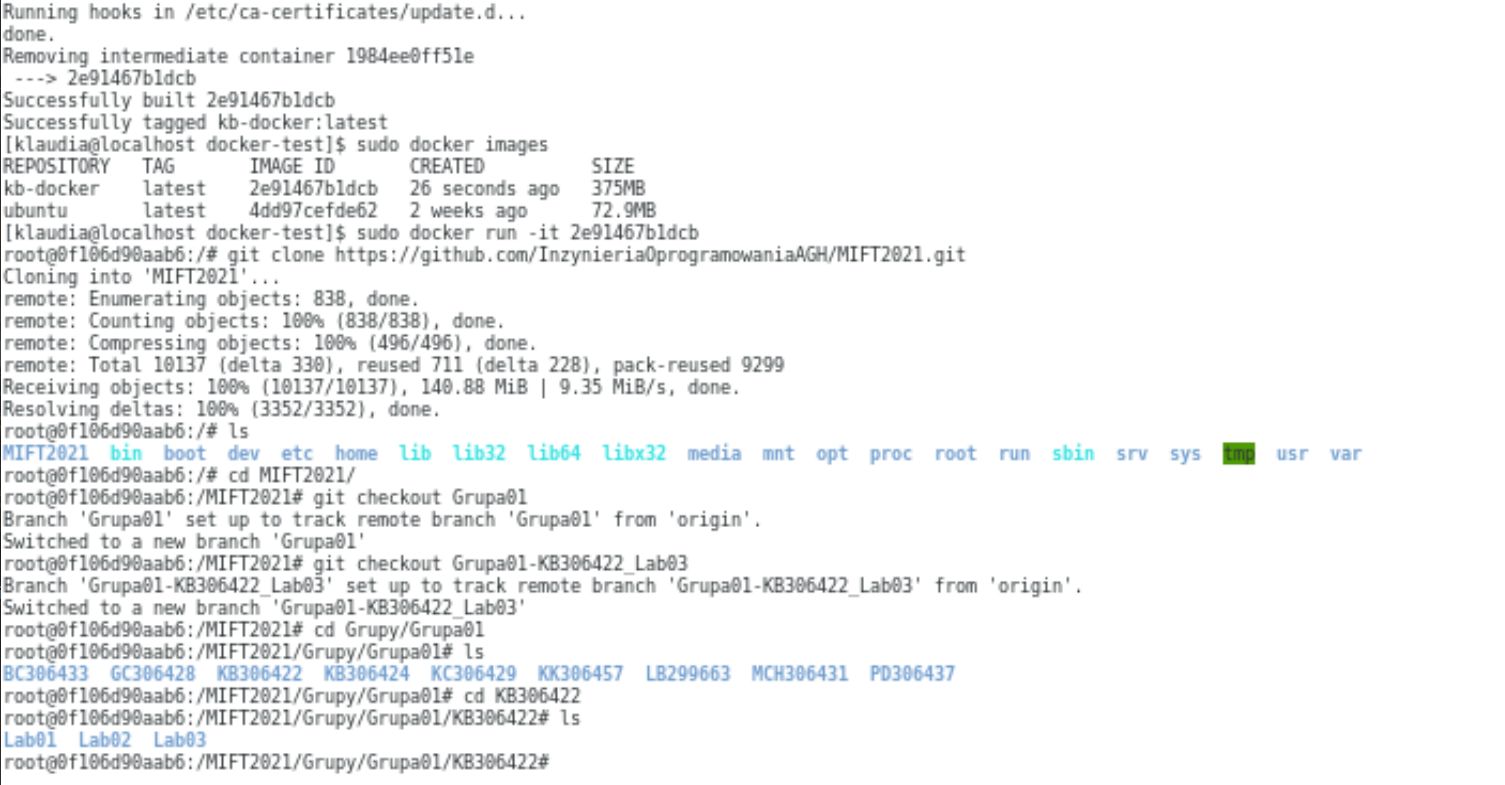 Running hooks in /etc/ca-certificates/update.d...
done.
Removing intermediate container 1984ee0ff51e
 ---> 2e91467b1dcb
Successfully built 2e91467b1dcb
Successfully tagged kb-docker:latest
[klaudia@localhost docker-test]$ sudo docker images
REPOSITORY   TAG       IMAGE ID       CREATED          SIZE
kb-docker    latest    2e91467b1dcb   26 seconds ago   375MB
ubuntu       latest    4dd97cefde62   2 weeks ago      72.9MB
[klaudia@localhost docker-test]$ sudo docker run -it 2e91467b1dcb
root@0f106d90aab6:/# git clone https://github.com/InzynieriaOprogramowaniaAGH/MIFT2021.git
Cloning into 'MIFT2021'...
remote: Enumerating objects: 838, done.
remote: Counting objects: 100% (838/838), done.
remote: Compressing objects: 100% (496/496), done.
remote: Total 10137 (delta 330), reused 711 (delta 228), pack-reused 9299
Receiving objects: 100% (10137/10137), 140.88 MiB | 9.35 MiB/s, done.
Resolving deltas: 100% (3352/3352), done.
root@0f106d90aab6:/# ls
MIFT2021  bin  boot  dev  etc  home  lib  lib32  lib64  libx32  media  mnt  opt  proc  root  run  sbin  srv  sys  tmp  usr  var
root@0f106d90aab6:/# cd MIFT2021/
root@0f106d90aab6:/MIFT2021# git checkout Grupa01
Branch 'Grupa01' set up to track remote branch 'Grupa01' from 'origin'.
Switched to a new branch 'Grupa01'
root@0f106d90aab6:/MIFT2021# git checkout Grupa01-KB306422_Lab03
Branch 'Grupa01-KB306422_Lab03' set up to track remote branch 'Grupa01-KB306422_Lab03' from 'origin'.
Switched to a new branch 'Grupa01-KB306422_Lab03'
root@0f106d90aab6:/MIFT2021# cd Grupy/Grupa01
root@0f106d90aab6:/MIFT2021/Grupy/Grupa01# ls
BC306433  GC306428  KB306422  KB306424  KC306429  KK306457  LB299663  MCH306431  PD306437
root@0f106d90aab6:/MIFT2021/Grupy/Grupa01# cd KB306422
root@0f106d90aab6:/MIFT2021/Grupy/Grupa01/KB306422# ls
Lab01  Lab02  Lab03
root@0f106d90aab6:/MIFT2021/Grupy/Grupa01/KB306422#